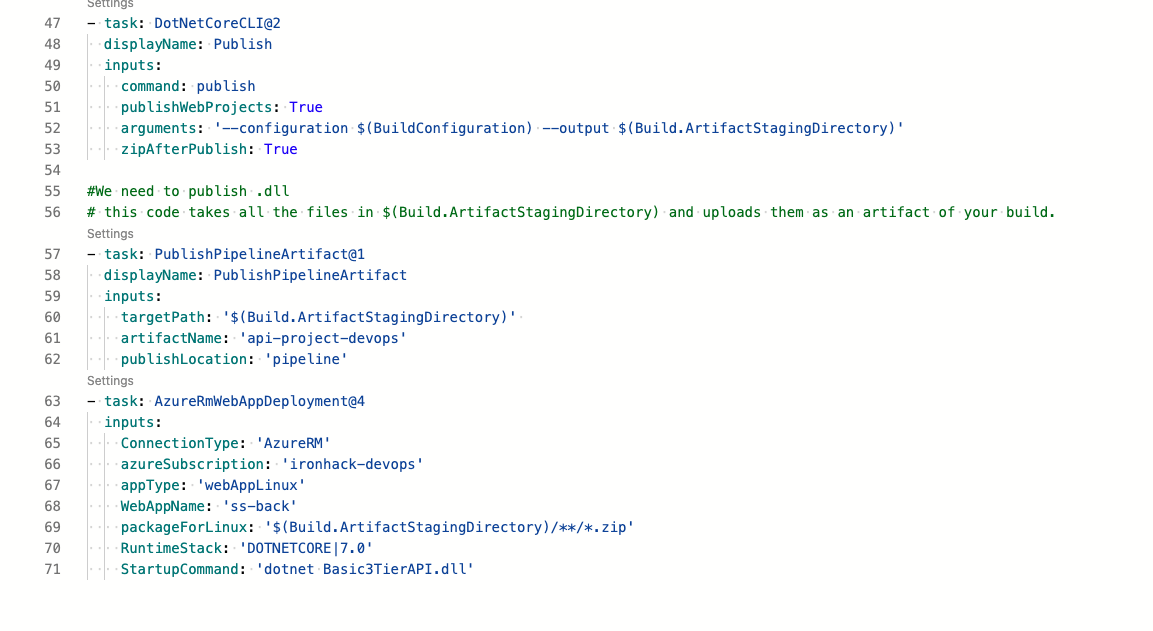 Settings
47 - task: DotNetCoreCLI@2
48 displayName: Publish
49 inputs:
50 command: publish
51 publishWebProjects: True
52 arguments: '--configuration $(BuildConfiguration) --output $(Build.ArtifactStagingDirectory)'
53 zipAfterPublish: True
54
55 #We need to publish .dll
56 # this code takes all the files in $(Build.ArtifactStagingDirectory) and uploads them as an artifact of your build.
Settings
57 - task: PublishPipelineArtifact@1
58 displayName: PublishPipelineArtifact
59 inputs:
60 targetPath: '$(Build.ArtifactStagingDirectory)'
61 artifactName: 'api-project-devops'
62 publishLocation: 'pipeline'
Settings
63 - task: AzureRmWebAppDeployment@4
64 inputs:
65 ConnectionType: 'AzureRM'
66 azureSubscription: 'ironhack-devops'
67 appType: 'webAppLinux'
68 WebAppName: 'ss-back'
69 packageForLinux: '$(Build.ArtifactStagingDirectory)/**/*.zip'
70 RuntimeStack: 'DOTNETCORE|7.0'
71 StartupCommand: 'dotnet Basic3TierAPI.dll'